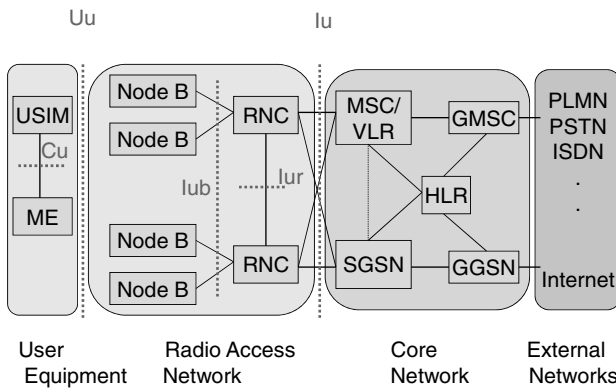 Uu
Iu
USIM
Cu
ME
Node B
Node B
Node B
Node B
Iub
RNC
Iur
RNC
MSC/
VLR
GMSC
HLR
SGSN
GGSN
PLMN
PSTN
ISDN
.
.
Internet
User
Equipment
Radio Access
Network
Core
Network
External
Networks